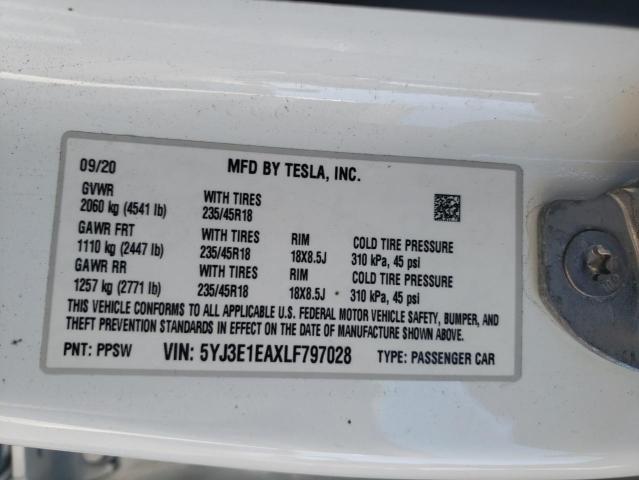 09/20 MFD BY TESLA, INC.
GVWR WITH TIRES
2060 kg (4541 lb) 235/45R18
GAWR FRT WITH TIRES RIM COLD TIRE PRESSURE
1110 kg (2447 lb) 235/45R18 18X8.5J 310 kPa, 45 psi
GAWR RR WITH TIRES RIM COLD TIRE PRESSURE
1257 kg (2771 lb) 235/45R18 18X8.5J 310 kPa, 45 psi
THIS VEHICLE CONFORMS TO ALL APPLICABLE U.S. FEDERAL MOTOR VEHICLE SAFETY, BUMPER, AND
THEFT PREVENTION STANDARDS IN EFFECT ON THE DATE OF MANUFACTURE SHOWN ABOVE.
PNT: PPSW VIN: 5YJ3E1EAXLF797028 TYPE: PASSENGER CAR